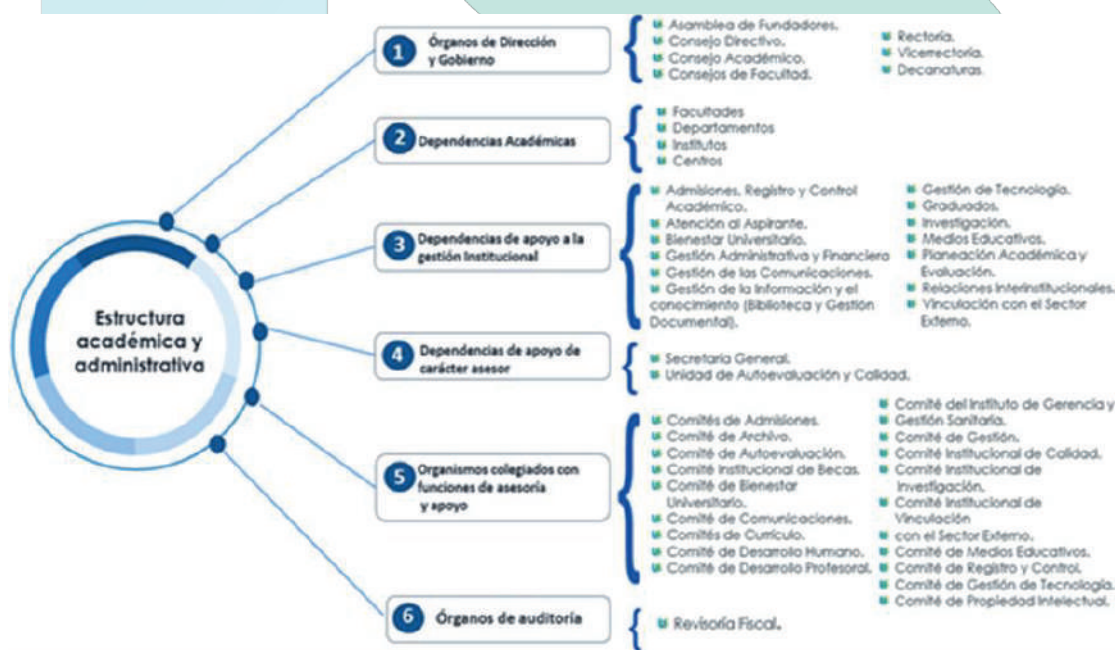 Estructura
académica y
administrativa
1
Órganos de Dirección
y Gobierno
Asamblea de Fundadores.
Consejo Directivo.
Consejo Académico.
Consejos de Facultad.
Rectoría.
Vicerrectoría.
Decanaturas
2
Dependencias Académicas
Facultades
Departamentos
Institutos
Centros
3
Dependencias de apoyo a la
gestión Institucional
Admisiones, Registro y Control
Académico.
Atención al Aspirante.
Bienestar Universitario.
Gestión Administrativa y Financiera
Gestión de las Comunicaciones.
Gestión de la Información y el
conocimiento (Biblioteca y Gestión
Documental).
Gestión de Tecnología.
Graduados.
Investigación.
Medios Educativos.
Planeación Académica y
Evaluación.
Relaciones Interinstitucionales.
Vinculación con el Sector
Externo.
4
Dependencias de apoyo de
carácter asesor
Secretaría General.
Unidad de Autoevaluación y Calidad.
5
Organismos colegiados con
funciones de asesoría
y apoyo
Comités de Admisiones.
Comité de Archivo.
Comité de Autoevaluación.
Comité Institucional de Becas.
Comité de Bienestar
Universitario.
Comité de Comunicaciones.
Comités de Currículo.
Comité de Desarrollo Humano.
Comité de Desarrollo Profesoral.
Comité del Instituto de Gerencia y
Gestión Sanitaria.
Comité de Gestión.
Comité Institucional de Calidad.
Comité Institucional de
Investigación.
Comité Institucional de
Vinculación
con el Sector Externo.
Comité de Medios Educativos.
Comité de Registro y Control.
Comité de Gestión de Tecnología.
Comité de Propiedad Intelectual.
6
Órganos de auditoría
Revisoría Fiscal.